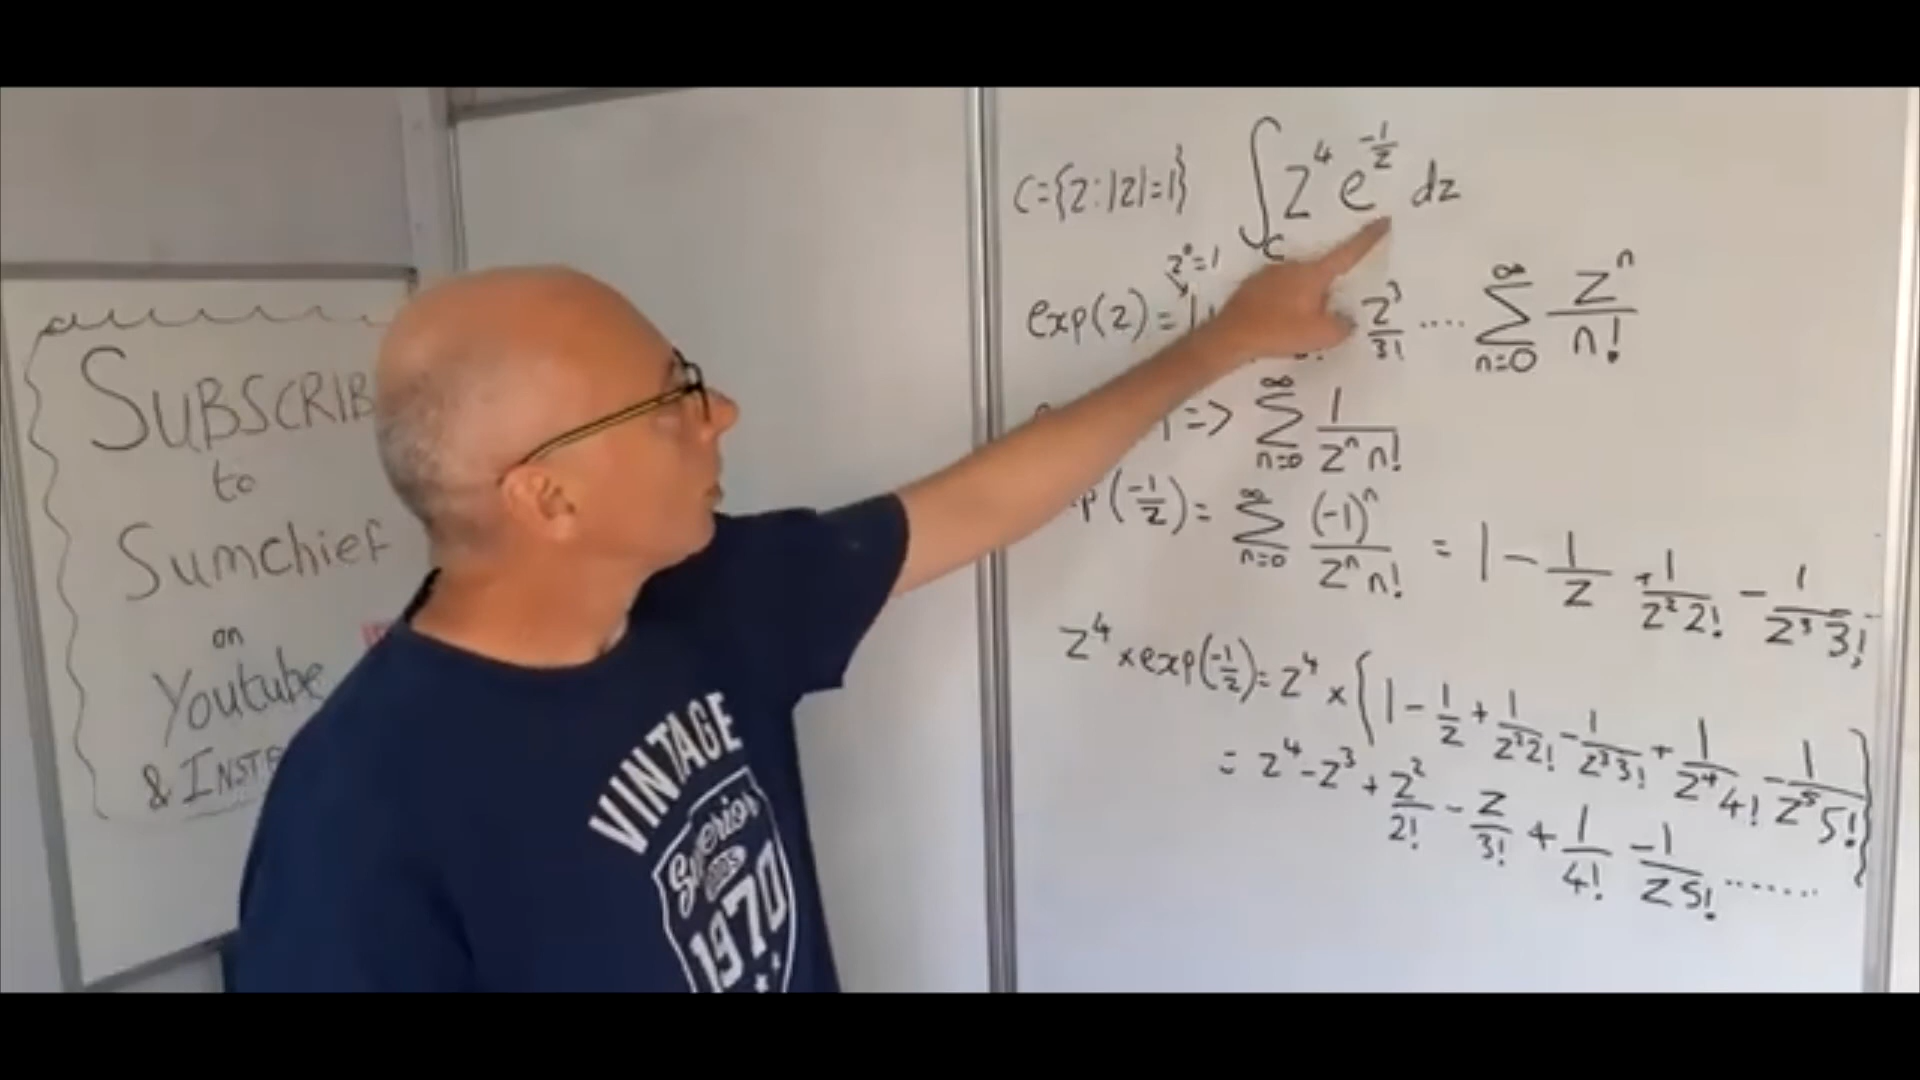 SUBSCRIB
to
Sumchief
on
Youtube
& INST
VINTAGE
Superior
1970
C={z:|z|=1} ∫_C z⁴ e^(-1/z) dz
z⁰=1
exp(z)=1 z³/3! .... ∑_{n=0}^{∞} zⁿ/n!
=> ∑_{n=0}^{∞} 1/(zⁿ n!)
p(-1/z)= ∑_{n=0}^{∞} (-1)ⁿ/(zⁿ n!) = 1 - 1/z + 1/(z² 2!) - 1/(z³ 3!) -
z⁴ × exp(-1/z) = z⁴ × {1 - 1/z + 1/(z² 2!) - 1/(z³ 3!) + 1/(z⁴ 4!) - 1/(z⁵ 5!)}
= z⁴ - z³ + z²/2! - z/3! + 1/4! -1/(z 5!) .......